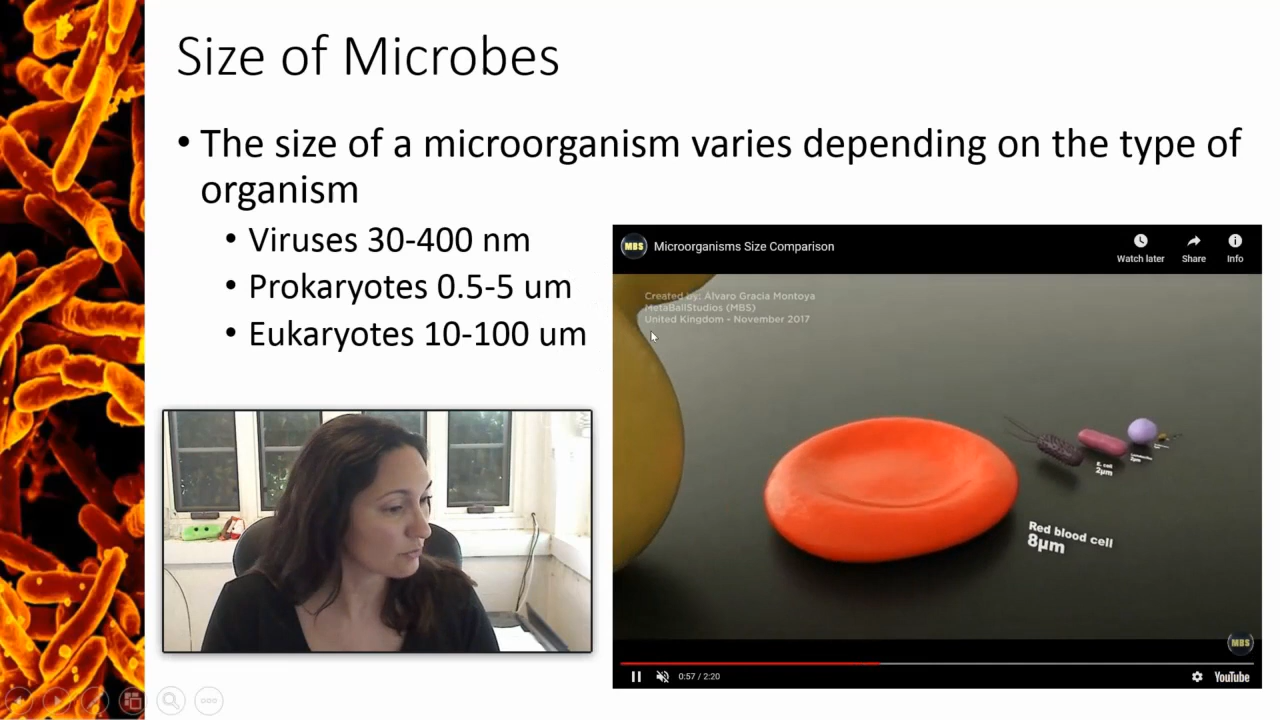 Size of Microbes
• The size of a microorganism varies depending on the type of
organism
• Viruses 30-400 nm
• Prokaryotes 0.5-5 um
• Eukaryotes 10-100 um
MBS
Microorganisms Size Comparison
Watch later
Share
Info
Created by: Alvaro Gracia Montoya
MetaBallStudios (MBS)
United Kingdom - November 2017
E. coli
2µm
Red blood cell
8µm
MBS
0:57 / 2:20
YouTube